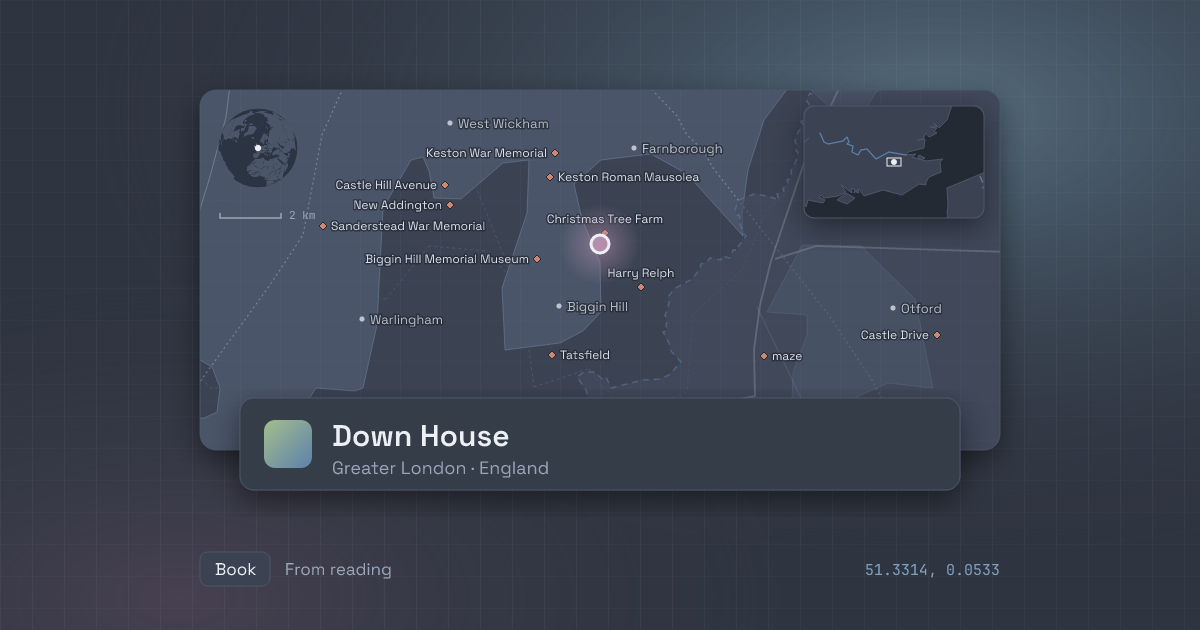 West Wickham
Keston War Memorial
Farnborough
Castle Hill Avenue
Keston Roman Mausolea
New Addington
2 km
Sanderstead War Memorial
Christmas Tree Farm
Biggin Hill Memorial Museum
Harry Relph
Biggin Hill
Otford
Warlingham
Castle Drive
Tatsfield
maze
Down House
Greater London · England
Book
From reading
51.3314, 0.0533